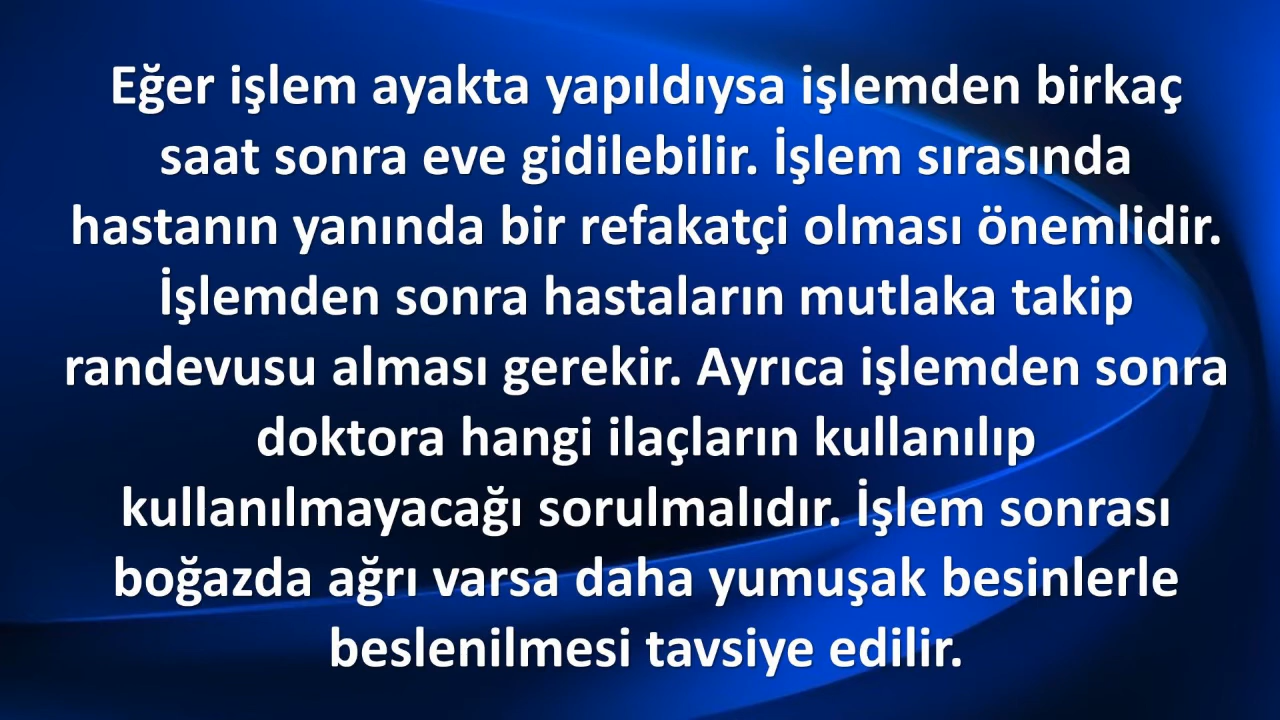 Eğer işlem ayakta yapıldıysa işlemden birkaç
saat sonra eve gidilebilir. İşlem sırasında
hastanın yanında bir refakatçi olması önemlidir.
İşlemden sonra hastaların mutlaka takip
randevusu alması gerekir. Ayrıca işlemden sonra
doktora hangi ilaçların kullanılıp
kullanılmayacağı sorulmalıdır. İşlem sonrası
boğazda ağrı varsa daha yumuşak besinlerle
beslenilmesi tavsiye edilir.